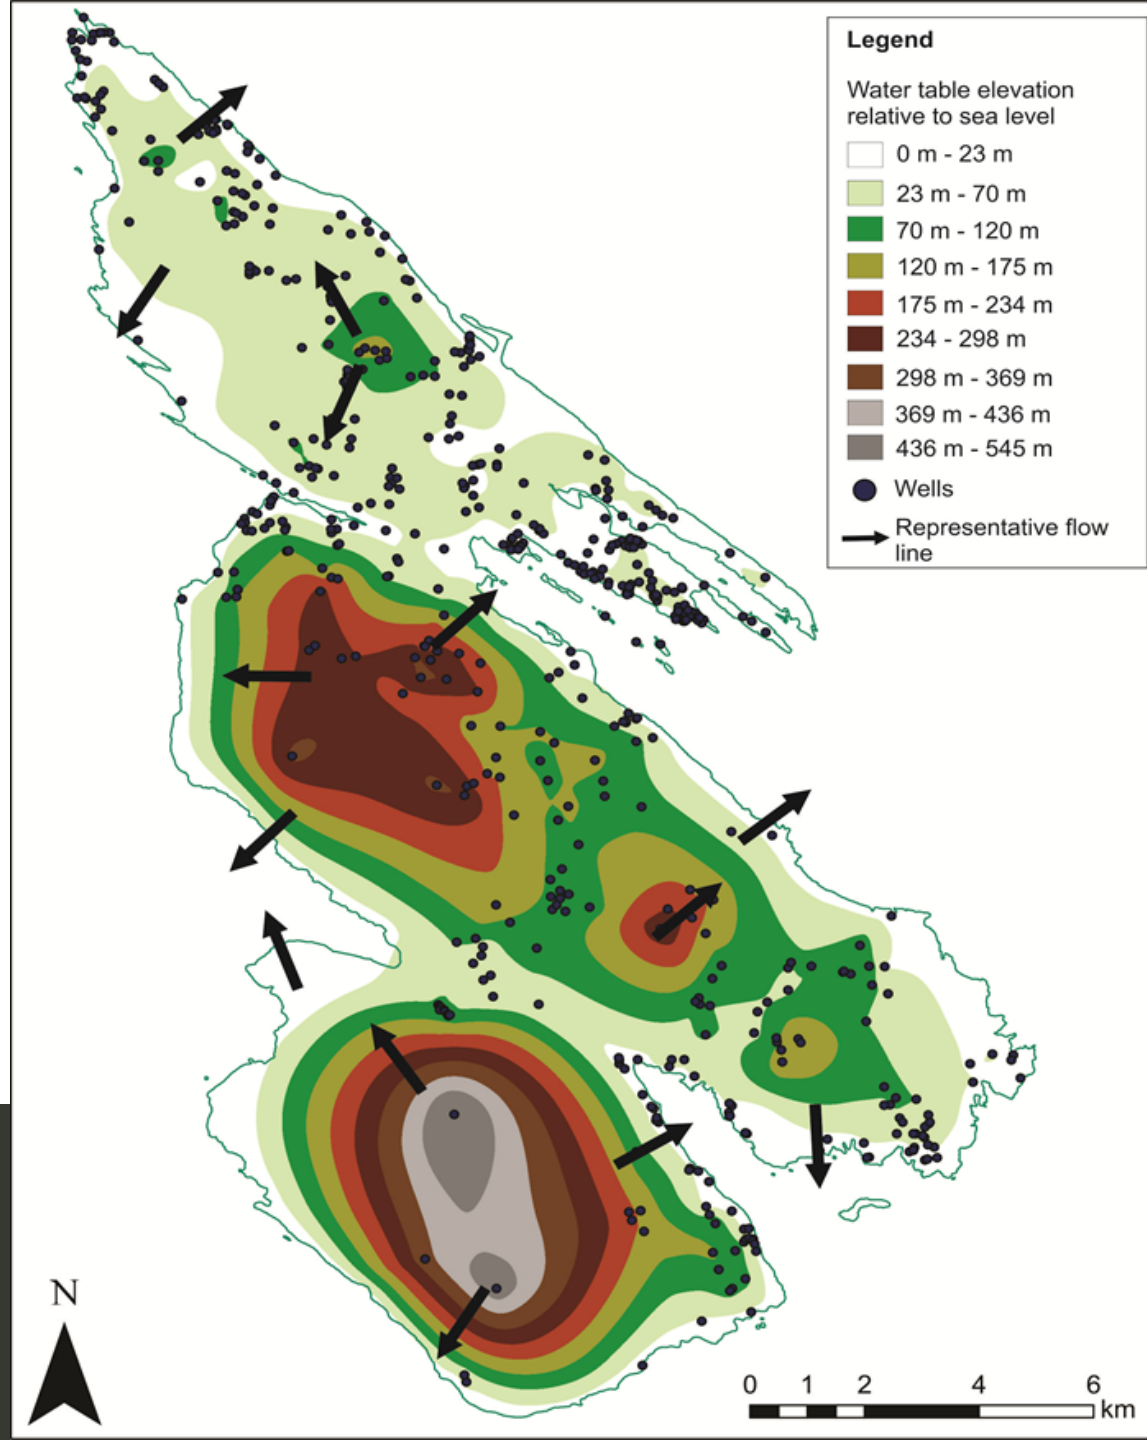 Legend
Water table elevation
relative to sea level
0 m - 23 m
23 m - 70 m
70 m - 120 m
120 m - 175 m
175 m - 234 m
234 - 298 m
298 m - 369 m
369 m - 436 m
436 m - 545 m
Wells
Representative flow
line
N
0 1 2 4 6
km